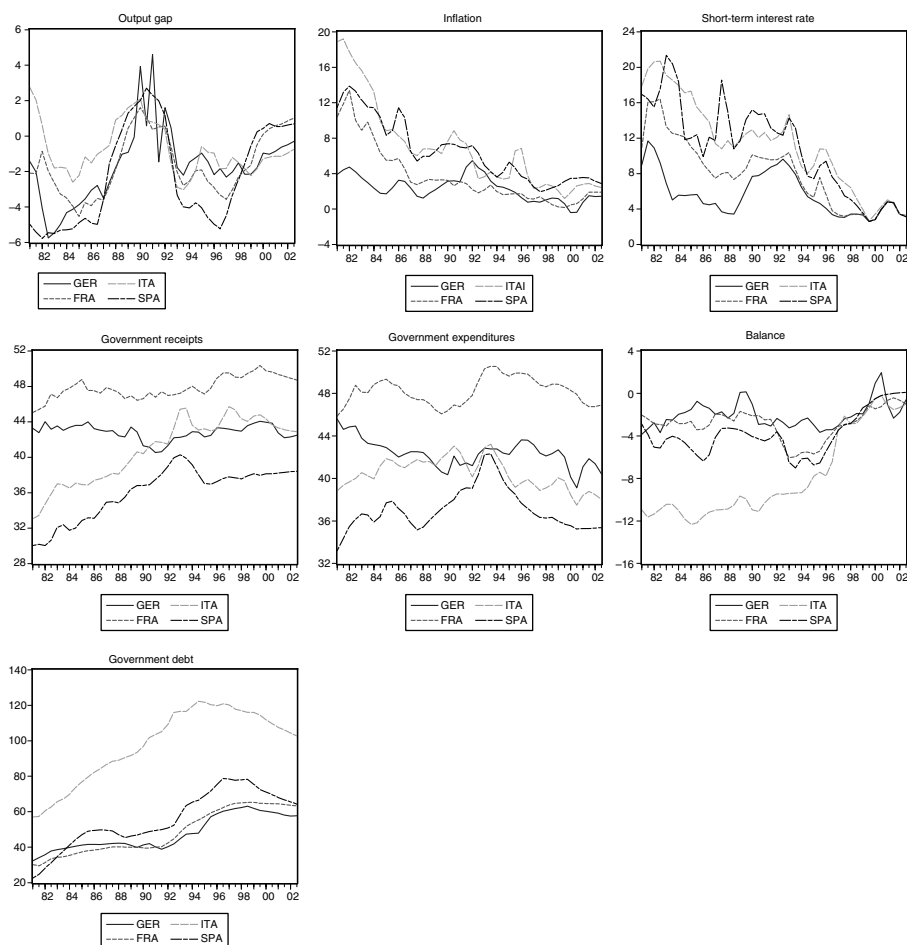 Output gap
6
4
2
0
−2
−4
−6
82 84 86 88 90 92 94 96 98 00 02
GER ITA
FRA SPA
Inflation
20
16
12
8
4
0
−4
82 84 86 88 90 92 94 96 98 00 02
GER ITAI
FRA SPA
Short-term interest rate
24
20
16
12
8
4
0
82 84 86 88 90 92 94 96 98 00 02
GER ITA
FRA SPA
Government receipts
52
48
44
40
36
32
28
82 84 86 88 90 92 94 96 98 00 02
GER ITA
FRA SPA
Government expenditures
52
48
44
40
36
32
82 84 86 88 90 92 94 96 98 00 02
GER ITA
FRA SPA
Balance
4
0
−4
−8
−12
−16
82 84 86 88 90 92 94 96 98 00 02
GER ITA
FRA SPA
Government debt
140
120
100
80
60
40
20
82 84 86 88 90 92 94 96 98 00 02
GER ITA
FRA SPA